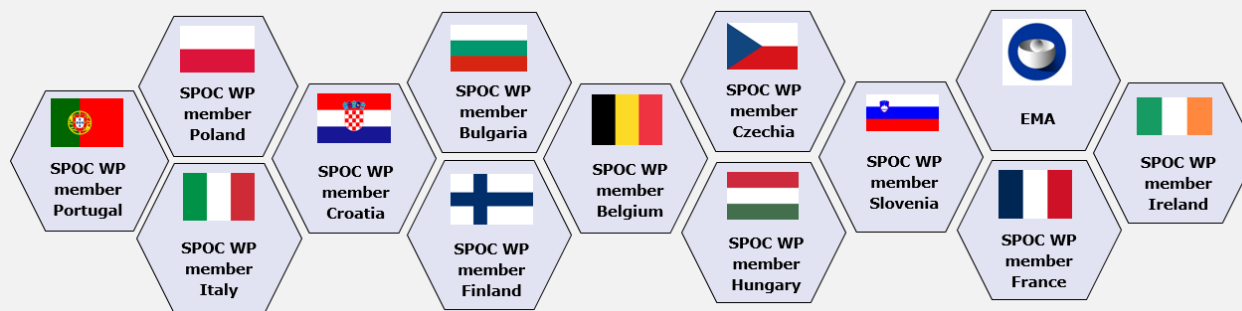 SPOC WP
member
Portugal
SPOC WP
member
Poland
SPOC WP
member
Italy
SPOC WP
member
Croatia
SPOC WP
member
Bulgaria
SPOC WP
member
Finland
SPOC WP
member
Belgium
SPOC WP
member
Czechia
SPOC WP
member
Hungary
SPOC WP
member
Slovenia
EMA
SPOC WP
member
France
SPOC WP
member
Ireland